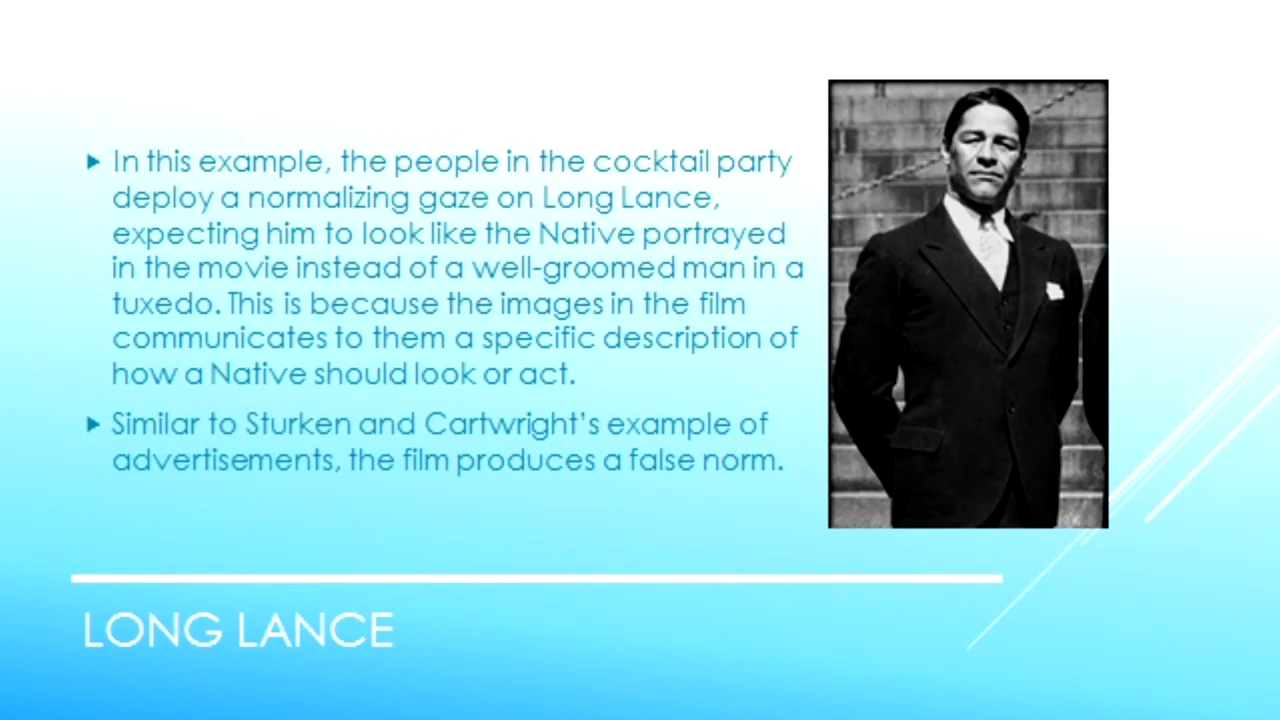 In this example, the people in the cocktail party
deploy a normalizing gaze on Long Lance,
expecting him to look like the Native portrayed
in the movie instead of a well-groomed man in a
tuxedo. This is because the images in the film
communicates to them a specific description of
how a Native should look or act.
Similar to Sturken and Cartwright's example of
advertisements, the film produces a false norm.
LONG LANCE